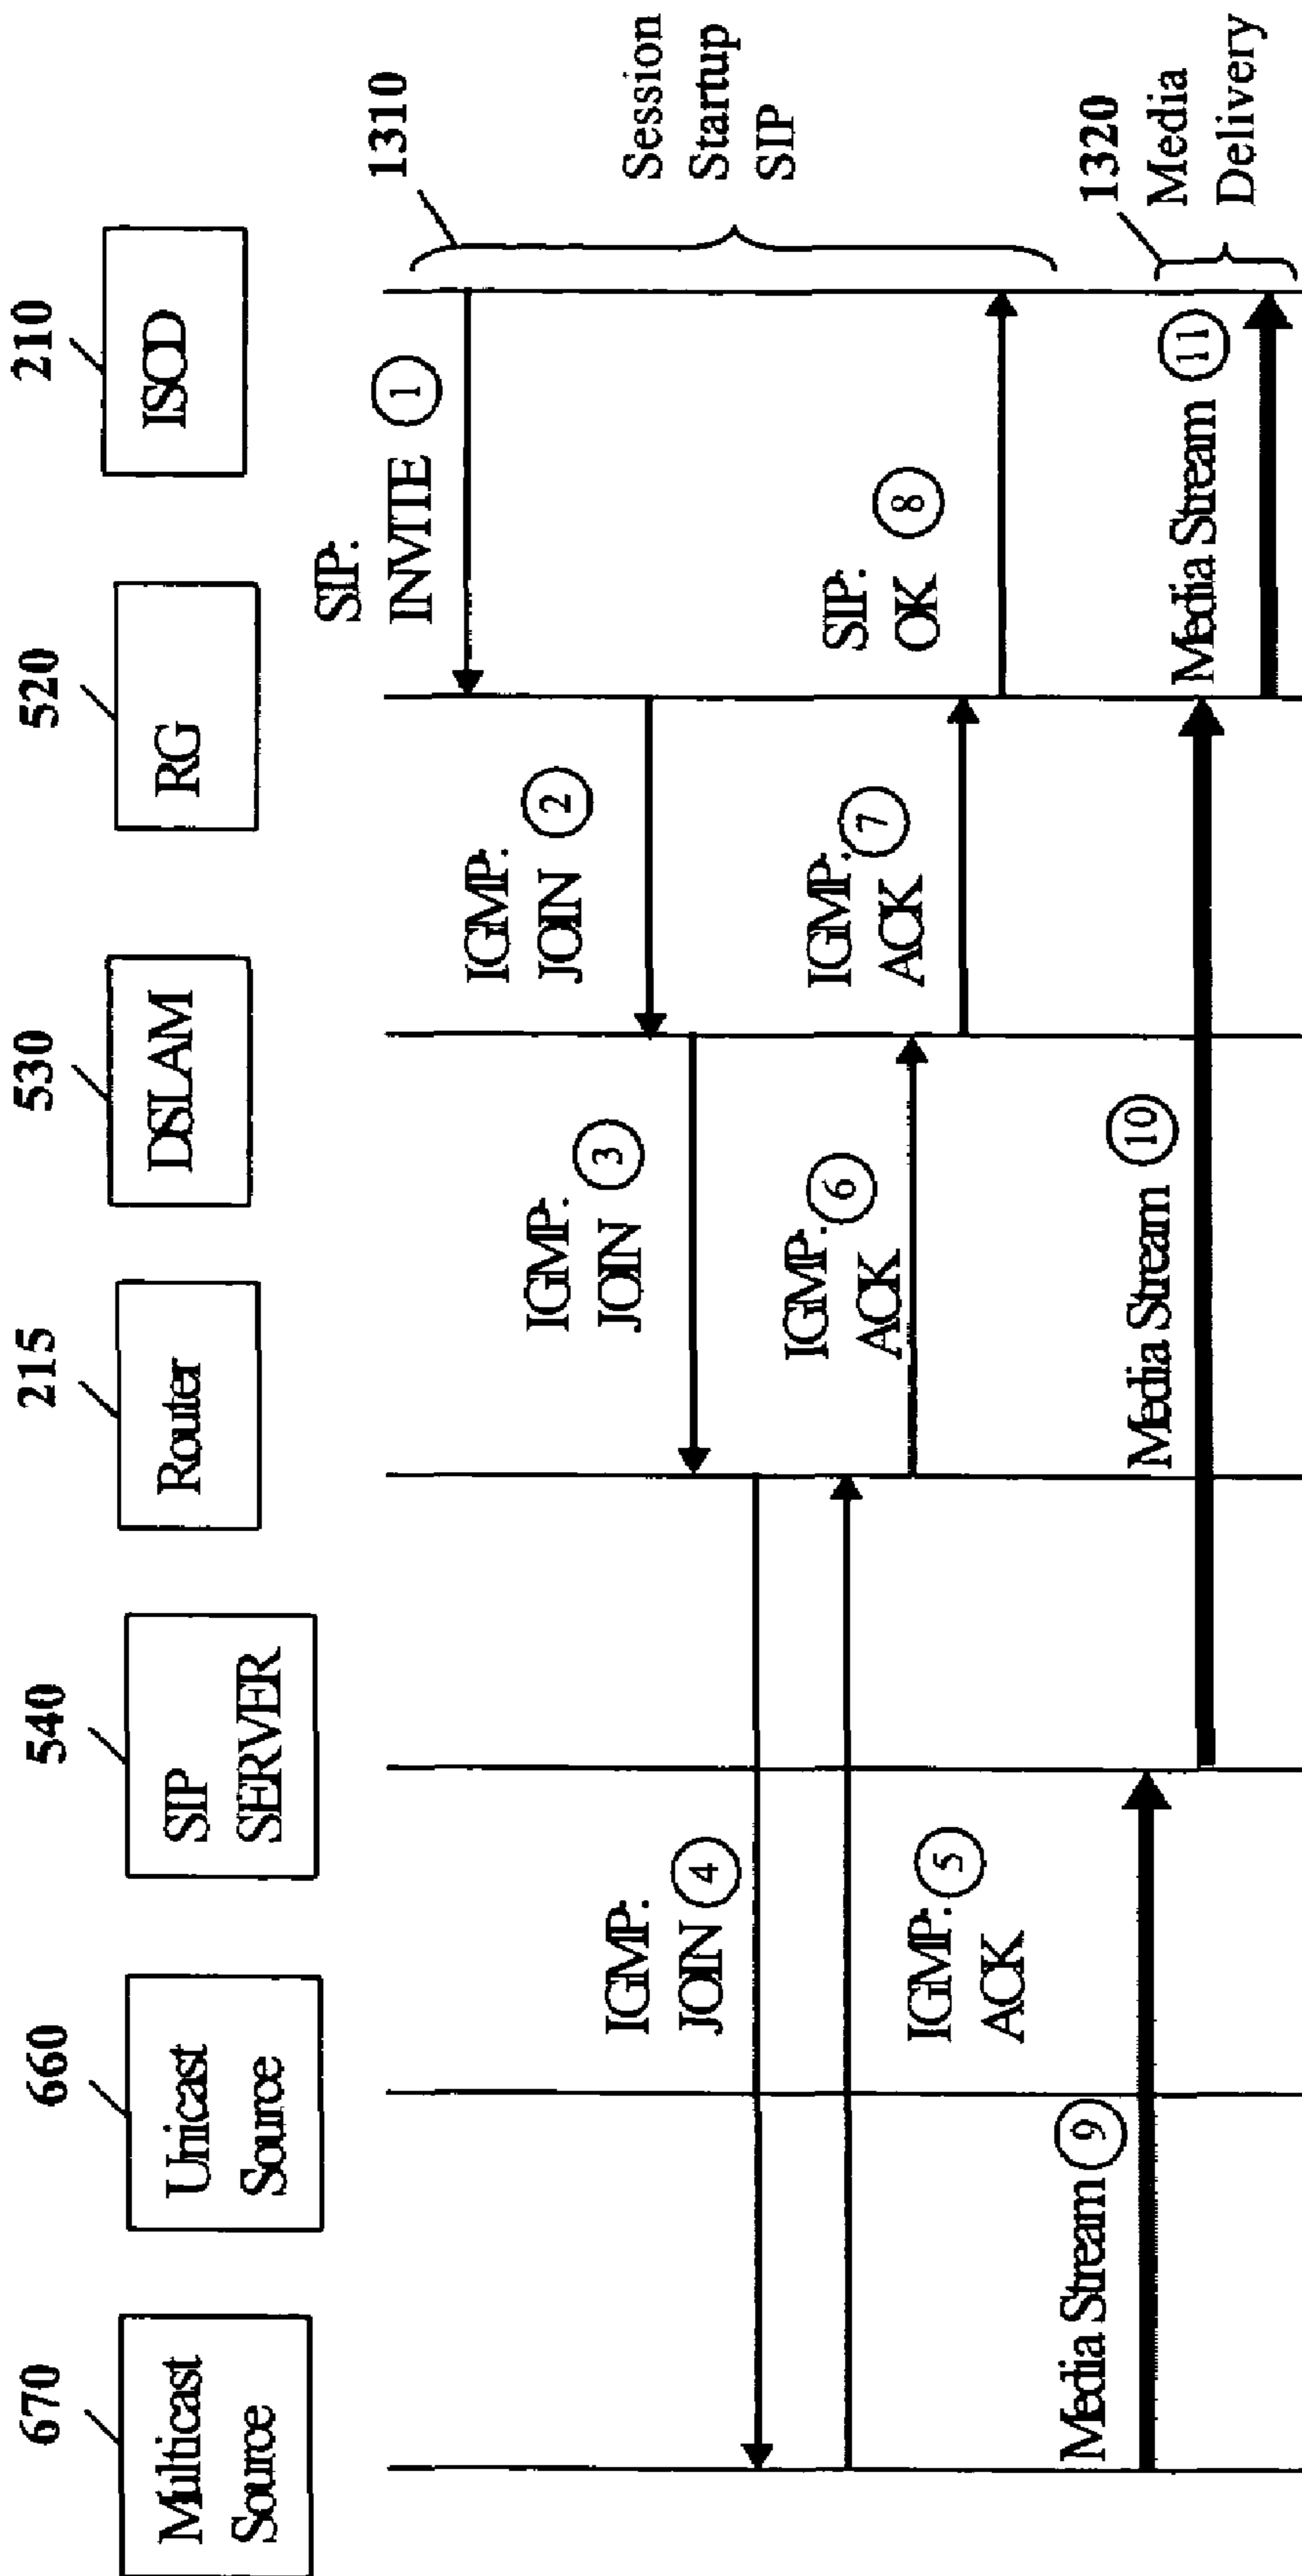 670
660
540
215
530
520
210
Multicast
Source
Unicast
Source
SIP
SERVER
Router
DSLAM
RG
ISOD
1310
Session
Startup
SIP
SIP:
INVITE 1
IGMP:
JOIN 2
IGMP:
JOIN 3
IGMP:
JOIN 4
IGMP: 5
ACK
IGMP: 6
ACK
IGMP: 7
ACK
SIP:
OK 8
Media Stream 9
Media Stream 10
Media Stream 11
1320
Media
Delivery